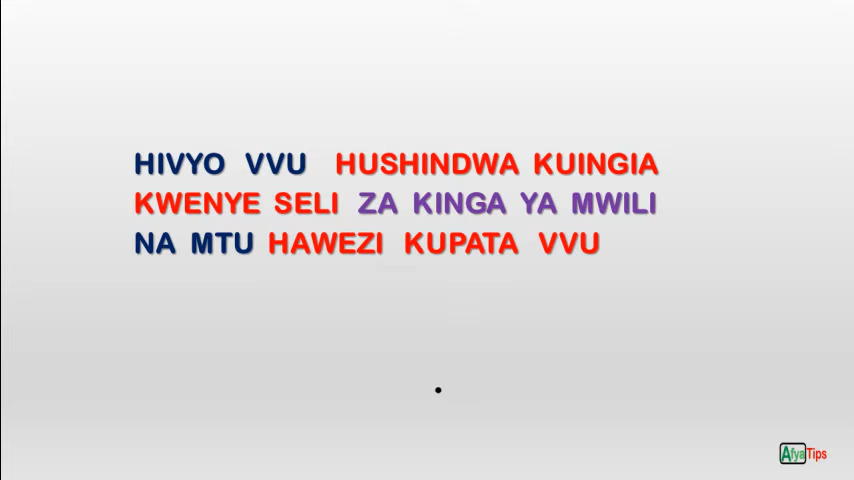 HIVYO VVU HUSHINDWA KUINGIA
KWENYE SELI ZA KINGA YA MWILI
NA MTU HAWEZI KUPATA VVU
.
AfyaTips